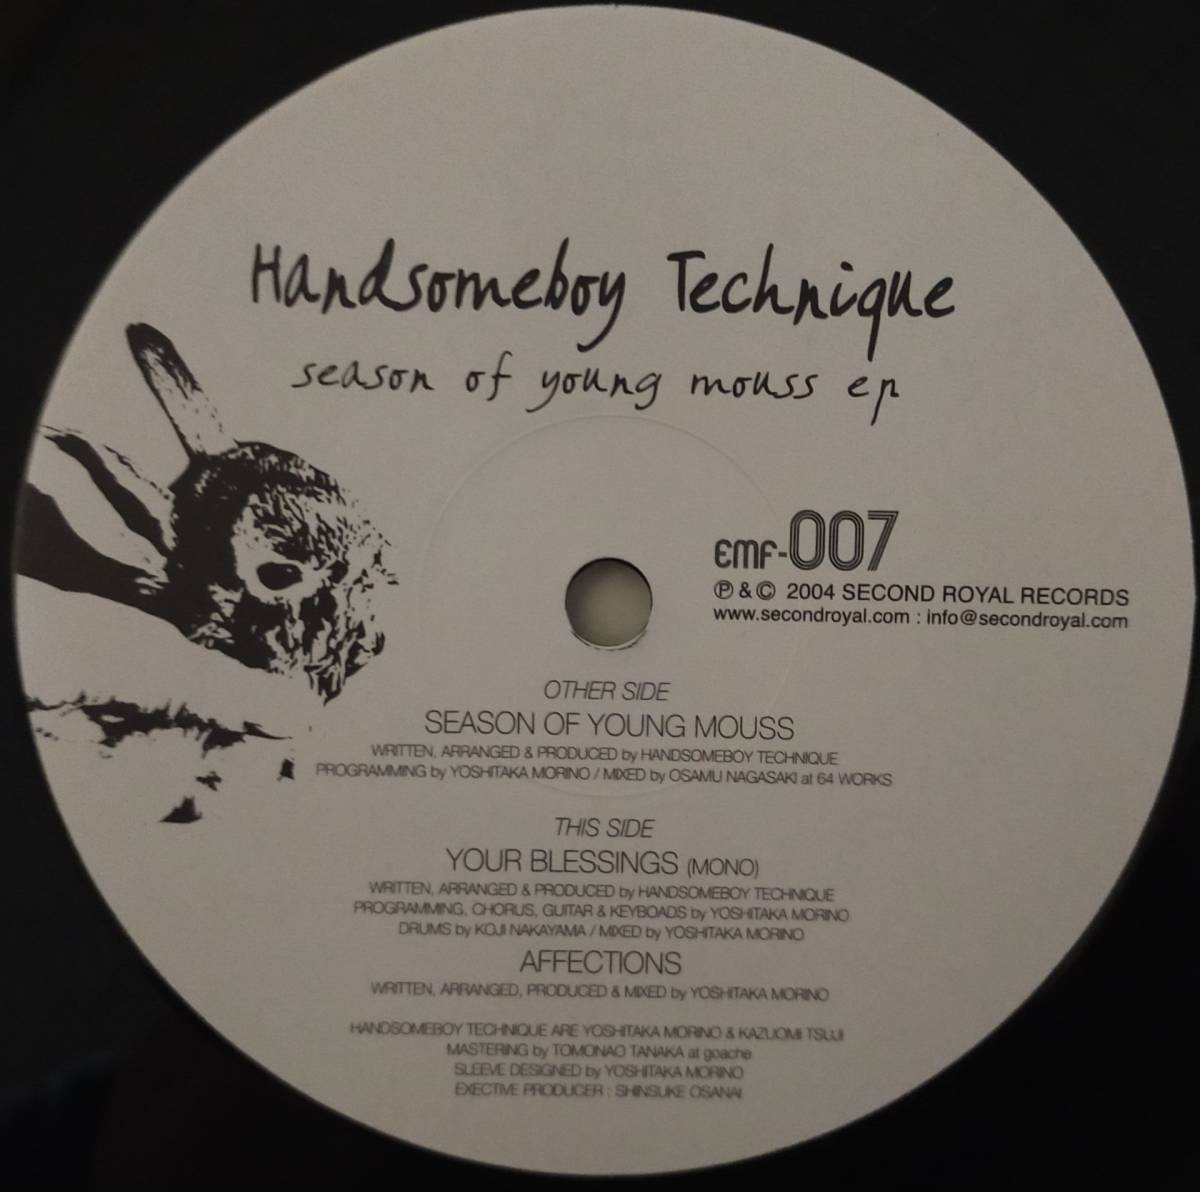 Handsomeboy Technique
season of young mouss ep
EMF-007
℗ & © 2004 SECOND ROYAL RECORDS
www.secondroyal.com : info@secondroyal.com
OTHER SIDE
SEASON OF YOUNG MOUSS
WRITTEN, ARRANGED & PRODUCED by HANDSOMEBOY TECHNIQUE
PROGRAMMING by YOSHITAKA MORINO / MIXED by OSAMU NAGASAKI at 64 WORKS
THIS SIDE
YOUR BLESSINGS (MONO)
WRITTEN, ARRANGED & PRODUCED by HANDSOMEBOY TECHNIQUE
PROGRAMMING, CHORUS, GUITAR & KEYBOADS by YOSHITAKA MORINO
DRUMS by KOJI NAKAYAMA / MIXED by YOSHITAKA MORINO
AFFECTIONS
WRITTEN, ARRANGED, PRODUCED & MIXED by YOSHITAKA MORINO
HANDSOMEBOY TECHNIQUE ARE YOSHITAKA MORINO & KAZUOMI TSUJI
MASTERING by TOMONAO TANAKA at goache
SLEEVE DESIGNED by YOSHITAKA MORINO
EXECTIVE PRODUCER : SHINSUKE OSANAI